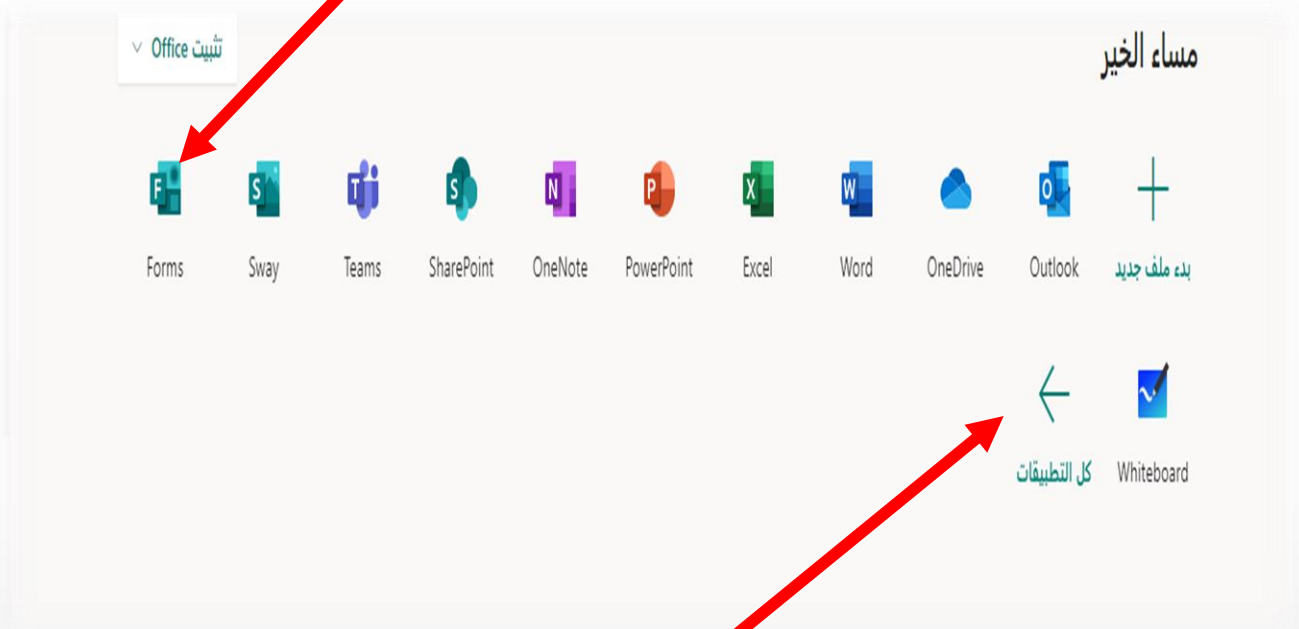 مساء الخير
تثبيت Office
بدء ملف جديد
Outlook
OneDrive
Word
Excel
PowerPoint
OneNote
SharePoint
Teams
Sway
Forms
Whiteboard
كل التطبيقات